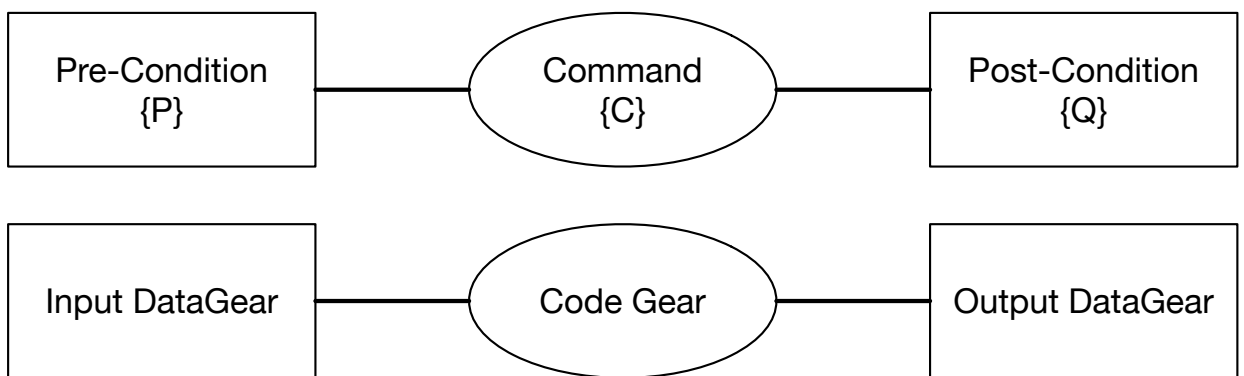 Pre-Condition
{P}
Command
{C}
Post-Condition
{Q}
Input DataGear
Code Gear
Output DataGear